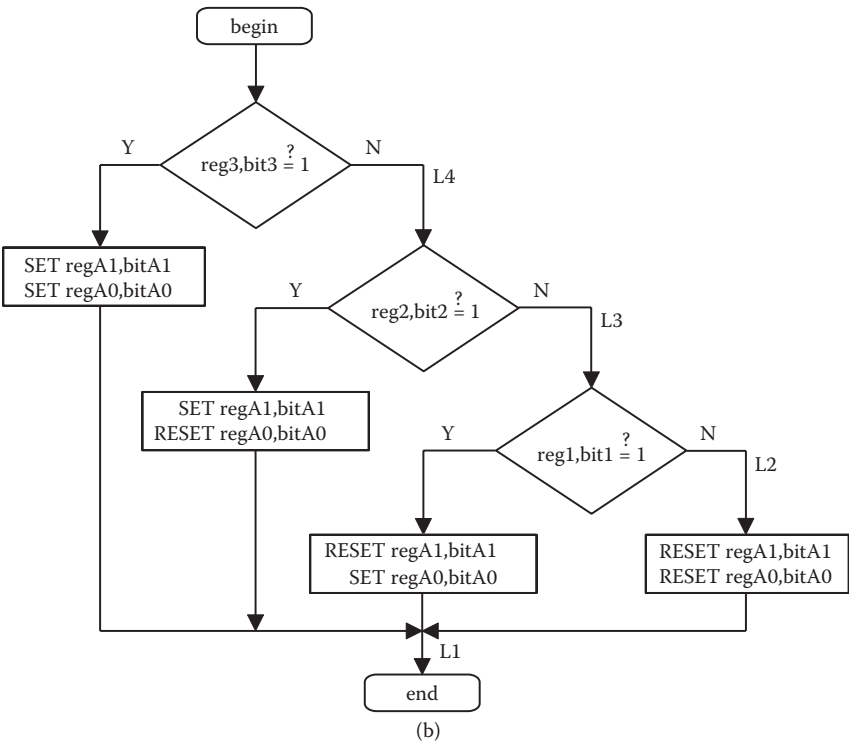 begin
Y
reg3,bit3 ?= 1
N
L4
SET regA1,bitA1
SET regA0,bitA0
Y
reg2,bit2 ?= 1
N
L3
SET regA1,bitA1
RESET regA0,bitA0
Y
reg1,bit1 ?= 1
N
L2
RESET regA1,bitA1
SET regA0,bitA0
RESET regA1,bitA1
RESET regA0,bitA0
L1
end
(b)